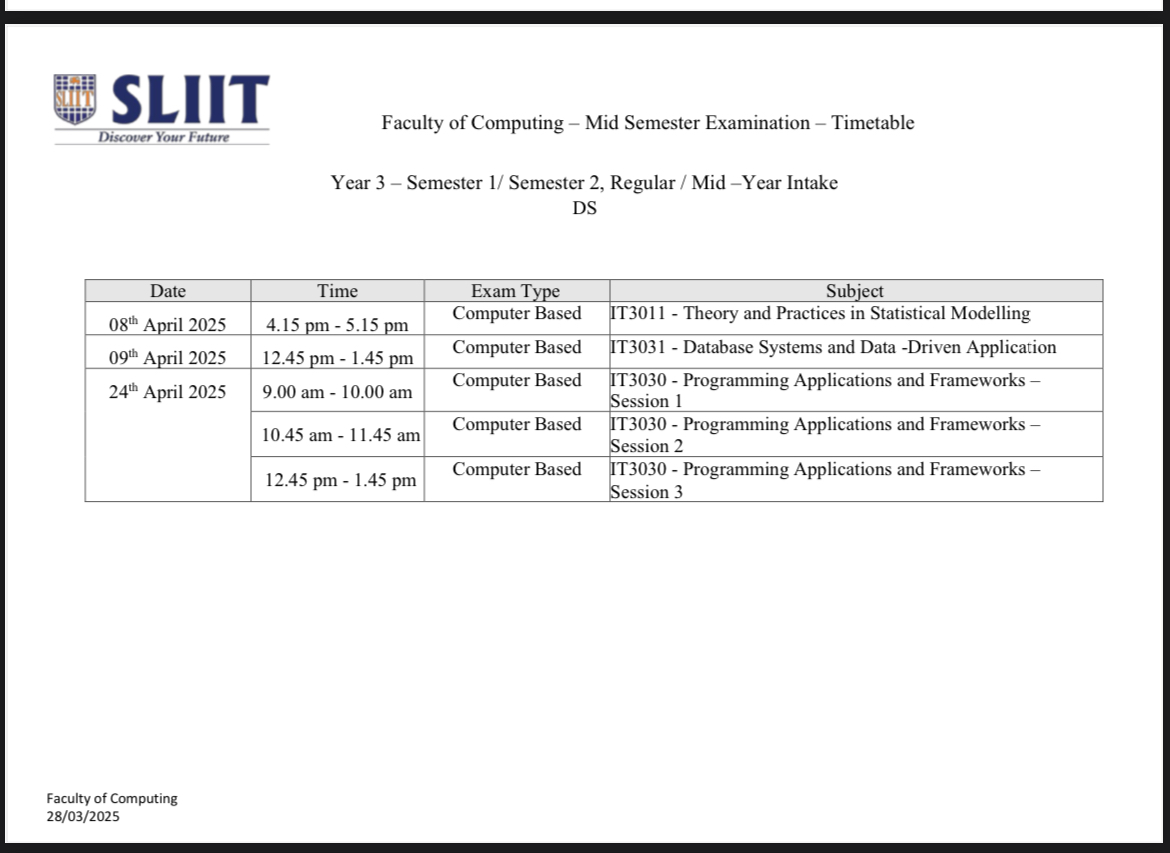 SLIIT
SLIIT
Discover Your Future
Faculty of Computing – Mid Semester Examination – Timetable
Year 3 – Semester 1/ Semester 2, Regular / Mid –Year Intake
DS
Date Time Exam Type Subject
08th April 2025 4.15 pm - 5.15 pm Computer Based IT3011 - Theory and Practices in Statistical Modelling
09th April 2025 12.45 pm - 1.45 pm Computer Based IT3031 - Database Systems and Data -Driven Application
24th April 2025 9.00 am - 10.00 am Computer Based IT3030 - Programming Applications and Frameworks –
Session 1
10.45 am - 11.45 am Computer Based IT3030 - Programming Applications and Frameworks –
Session 2
12.45 pm - 1.45 pm Computer Based IT3030 - Programming Applications and Frameworks –
Session 3
Faculty of Computing
28/03/2025